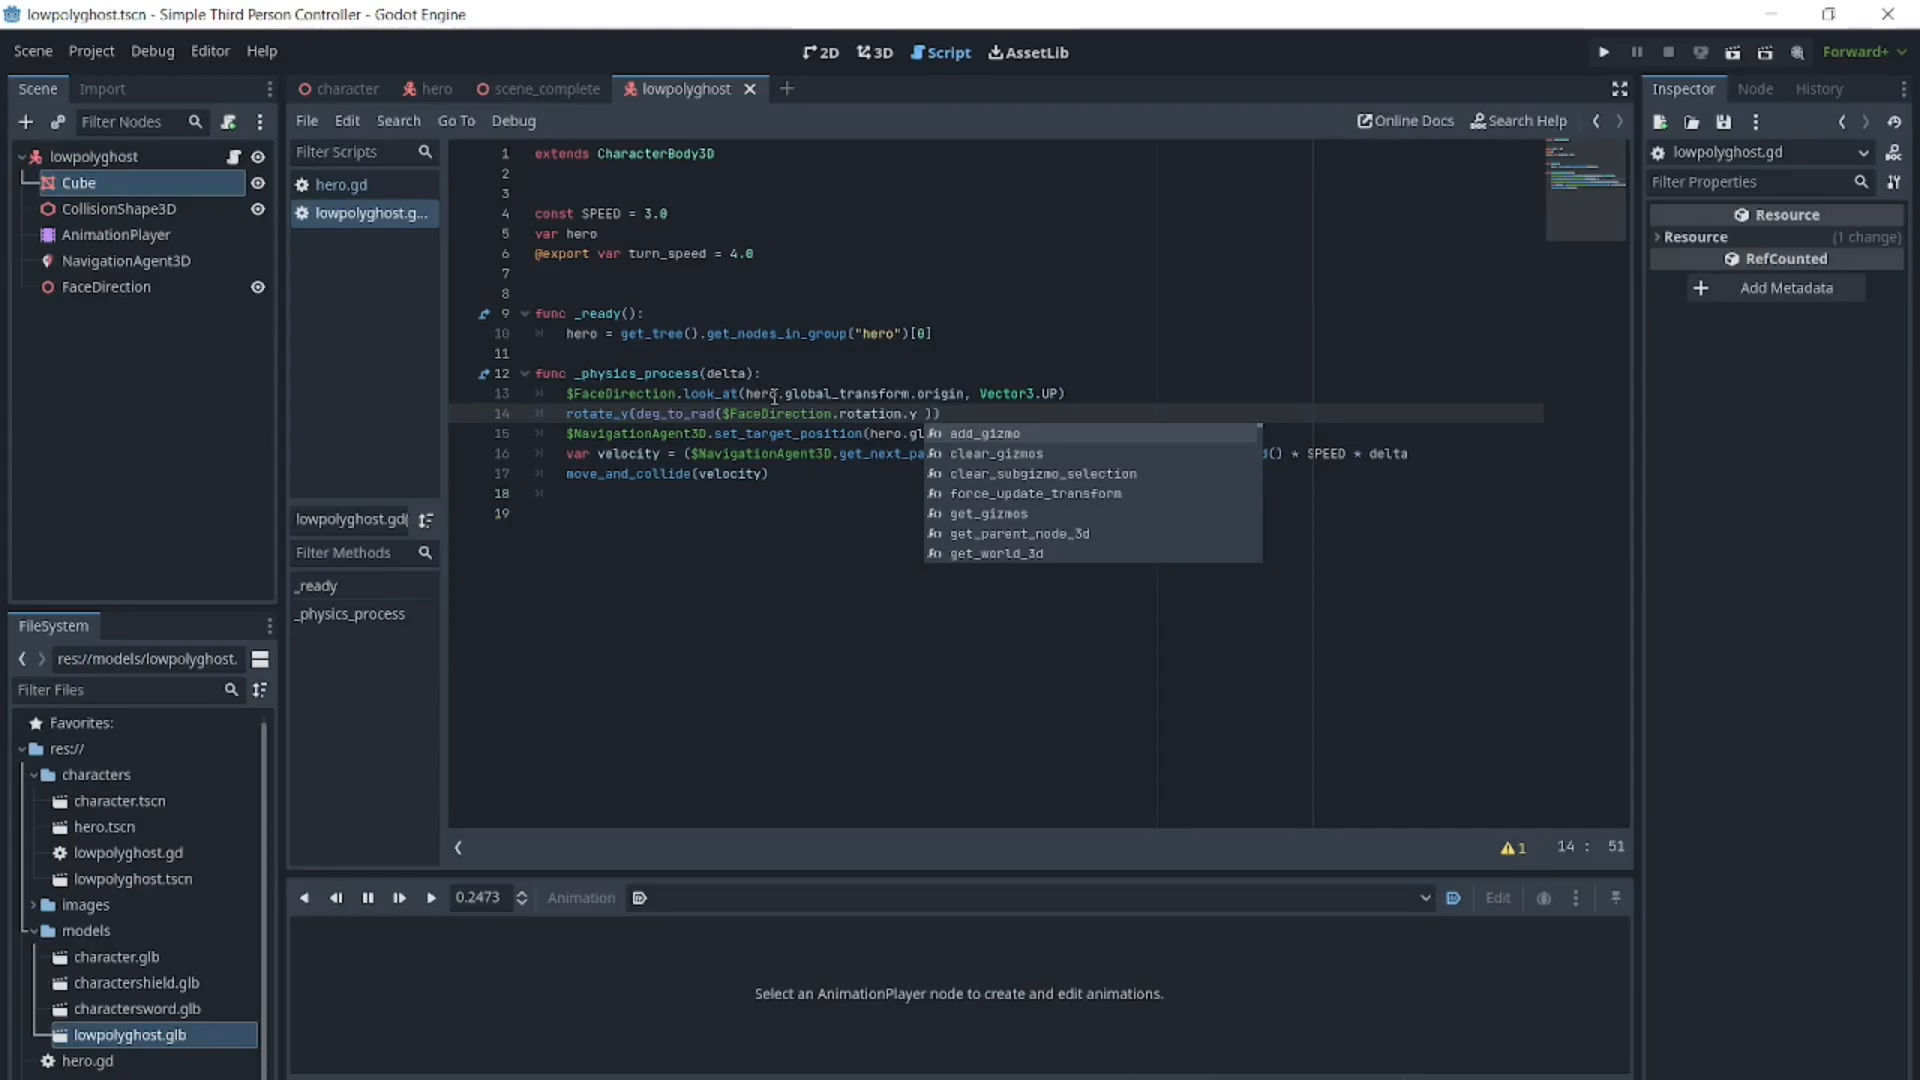 lowpolyghost.tscn - Simple Third Person Controller - Godot Engine
Scene Project Debug Editor Help
2D 3D Script AssetLib
Forward+
Scene Import
Filter Nodes
lowpolyghost
Cube
CollisionShape3D
AnimationPlayer
NavigationAgent3D
FaceDirection
character hero scene_complete lowpolyghost
File Edit Search Go To Debug
Online Docs Search Help
Filter Scripts
hero.gd
lowpolyghost.g...
lowpolyghost.gd
Filter Methods
_ready
_physics_process
1 extends CharacterBody3D
2
3
4 const SPEED = 3.0
5 var hero
6 @export var turn_speed = 4.0
7
8
9 func _ready():
10 hero = get_tree().get_nodes_in_group("hero")[0]
11
12 func _physics_process(delta):
13 $FaceDirection.look_at(hero.global_transform.origin, Vector3.UP)
14 rotate_y(deg_to_rad($FaceDirection.rotation.y ))
15 $NavigationAgent3D.set_target_position(hero.gl
16 var velocity = ($NavigationAgent3D.get_next_pa d() * SPEED * delta
17 move_and_collide(velocity)
18
19
add_gizmo
clear_gizmos
clear_subgizmo_selection
force_update_transform
get_gizmos
get_parent_node_3d
get_world_3d
1 14 : 51
0.2473 Animation Edit
Select an AnimationPlayer node to create and edit animations.
FileSystem
res://models/lowpolyghost.
Filter Files
Favorites:
res://
characters
character.tscn
hero.tscn
lowpolyghost.gd
lowpolyghost.tscn
images
models
character.glb
charactershield.glb
charactersword.glb
lowpolyghost.glb
hero.gd
Inspector Node History
lowpolyghost.gd
Filter Properties
Resource
Resource (1 change)
RefCounted
Add Metadata